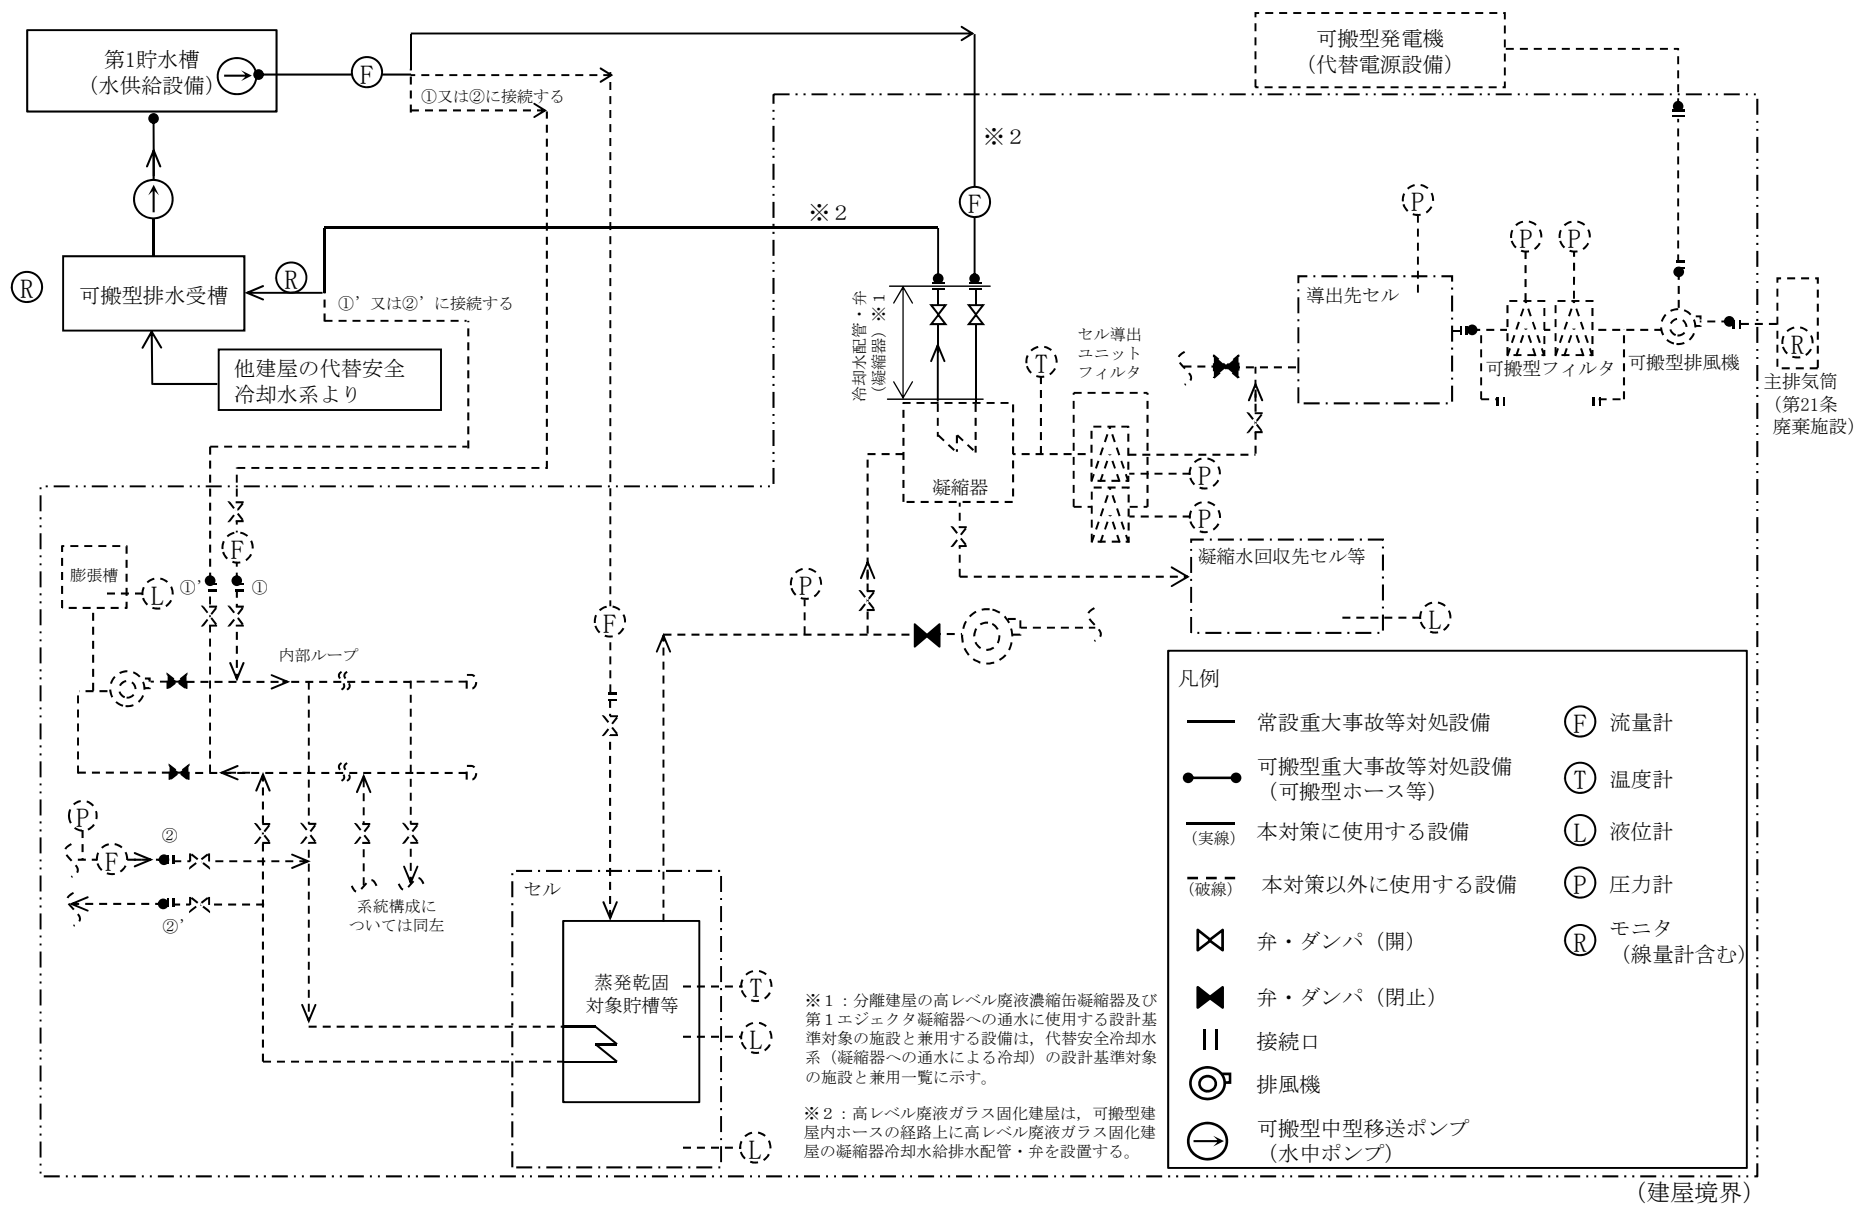 第1貯水槽
（水供給設備）
F
①又は②に接続する
可搬型発電機
（代替電源設備）
※２
F
※２
R
可搬型排水受槽
R
①’又は②’に接続する
他建屋の代替安全
冷却水系より
冷却水配管・弁
（凝縮器）※１
T
セル導出
ユニット
フィルタ
P
導出先セル
P
P
可搬型フィルタ
可搬型排風機
R
主排気筒
（第21条
廃棄施設）
凝縮器
P
P
凝縮水回収先セル等
L
膨張槽
L
①’
F
①
F
P
内部ループ
P
F
②
②’
系統構成に
ついては同左
セル
蒸発乾固
対象貯槽等
T
L
L
※１：分離建屋の高レベル廃液濃縮缶凝縮器及び
第１エジェクタ凝縮器への通水に使用する設計基
準対象の施設と兼用する設備は，代替安全冷却水
系（凝縮器への通水による冷却）の設計基準対象
の施設と兼用一覧に示す。
※２：高レベル廃液ガラス固化建屋は，可搬型建
屋内ホースの経路上に高レベル廃液ガラス固化建
屋の凝縮器冷却水給排水配管・弁を設置する。
凡例
常設重大事故等対処設備
可搬型重大事故等対処設備
（可搬型ホース等）
（実線）
本対策に使用する設備
（破線）
本対策以外に使用する設備
弁・ダンパ（開）
弁・ダンパ（閉止）
接続口
排風機
可搬型中型移送ポンプ
（水中ポンプ）
F 流量計
T 温度計
L 液位計
P 圧力計
R モニタ
（線量計含む）
（建屋境界）